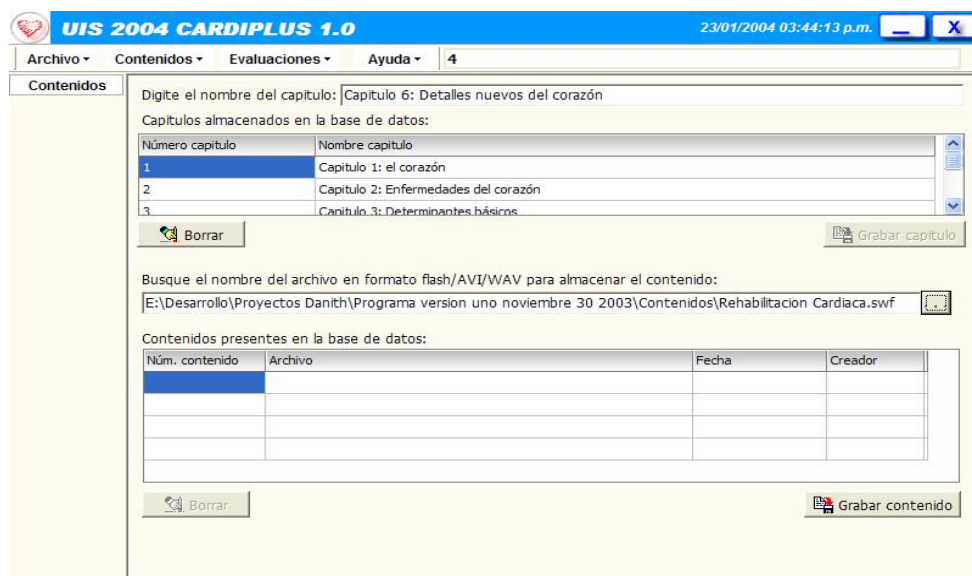 UIS 2004 CARDIPLUS 1.0 23/01/2004 03:44:13 p.m. X
Archivo Contenidos Evaluaciones Ayuda 4
Contenidos
Digite el nombre del capitulo: Capitulo 6: Detalles nuevos del corazón
Capitulos almacenados en la base de datos:
Número capitulo Nombre capitulo
1 Capitulo 1: el corazón
2 Capitulo 2: Enfermedades del corazón
3 Capitulo 3: Determinantes básicos
Borrar Grabar capitulo
Busque el nombre del archivo en formato flash/AVI/WAV para almacenar el contenido:
E:\Desarrollo\Proyectos Danith\Programa version uno noviembre 30 2003\Contenidos\Rehabilitacion Cardiaca.swf .
Contenidos presentes en la base de datos:
Núm. contenido Archivo Fecha Creador
Borrar Grabar contenido